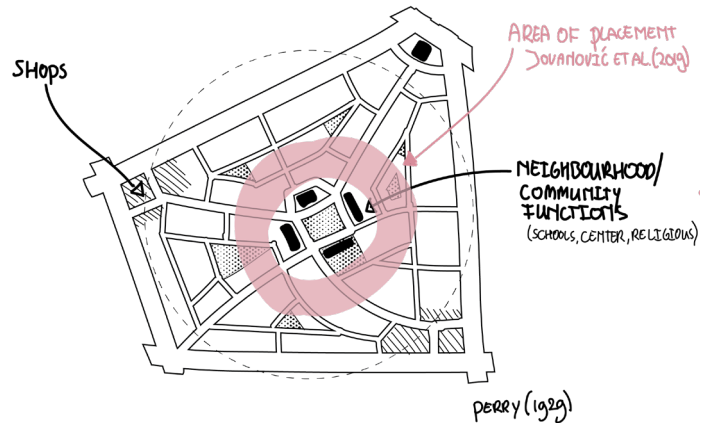 SHOPS
AREA OF PLACEMENT
JOVANOVIĆ ET AL.(2019)
NEIGHBOURHOOD/
COMMUNITY
FUNCTIONS
(SCHOOLS, CENTER, RELIGIOUS)
PERRY (1929)